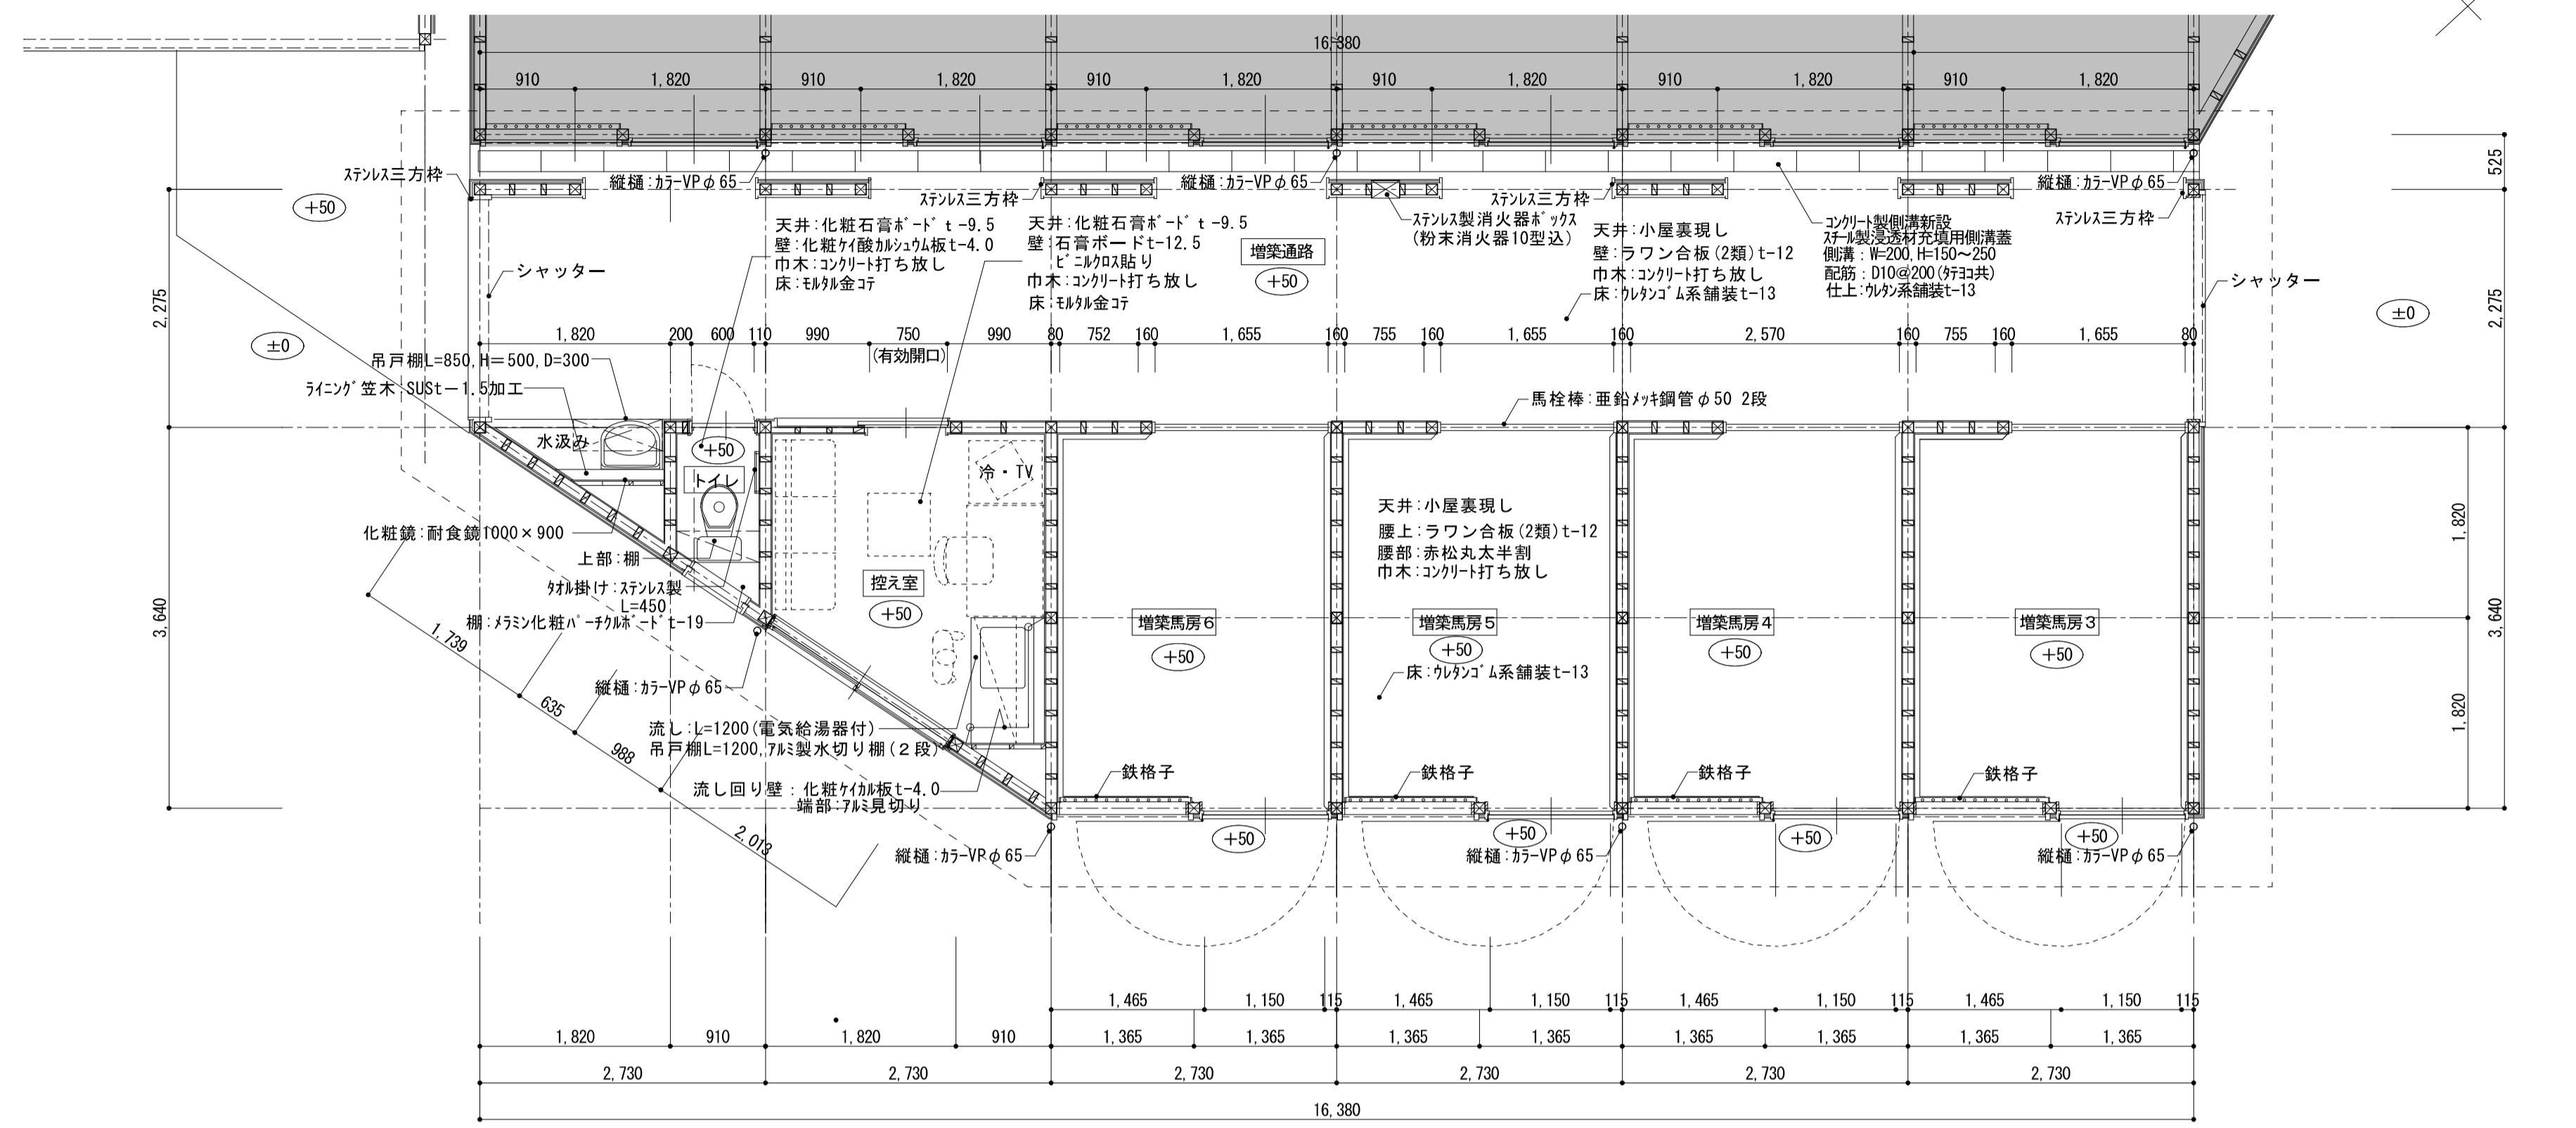 16,380
910 1,820 910 1,820 910 1,820 910 1,820 910 1,820 910 1,820
525
ステンレス三方枠
縦樋：カラーVPφ65
縦樋：カラーVPφ65
縦樋：カラーVPφ65
+50
ステンレス三方枠
ステンレス三方枠
ステンレス三方枠
天井：化粧石膏ボード t-9.5
壁：化粧ケイ酸カルシュウム板t-4.0
巾木：コンクリート打ち放し
床：モルタル金コテ
天井：化粧石膏ボード t-9.5
壁：石膏ボードt-12.5
ビニルクロス貼り
巾木：コンクリート打ち放し
床：モルタル金コテ
増築通路
+50
ステンレス製消火器ボックス
(粉末消火器10型込)
天井：小屋裏現し
壁：ラワン合板(2類)t-12
巾木：コンクリート打ち放し
床：ウレタンゴム系舗装t-13
コンクリート製側溝新設
スチール製浸透材充填用側溝蓋
側溝：W=200, H=150～250
配筋：D10@200(タテヨコ共)
仕上：ウレタン系舗装t-13
シャッター
シャッター
2,275
2,275
±0
±0
1,820 200 600 110 990 750 990 80 752 160 1,655 160 755 160 1,655 160 2,570 160 755 160 1,655 80
(有効開口)
吊戸棚L=850, H=500, D=300
ライニング笠木：SUSt-1.5加工
馬栓棒：亜鉛メッキ鋼管φ50 2段
水汲み
+50
トイレ
冷・TV
天井：小屋裏現し
腰上：ラワン合板(2類)t-12
腰部：赤松丸太半割
巾木：コンクリート打ち放し
1,820
化粧鏡：耐食鏡1000×900
上部：棚
タオル掛け：ステンレス製
L=450
棚：メラミン化粧パーチクルボードt-19
控え室
+50
増築馬房6
+50
増築馬房5
+50
増築馬房4
+50
増築馬房3
+50
3,640
3,640
床：ウレタンゴム系舗装t-13
1,739
635
988
2,013
縦樋：カラーVPφ65
1,820
流し：L=1200(電気給湯器付)
吊戸棚L=1200, アルミ製水切り棚(2段)
流し回り壁：化粧ケイカル板t-4.0
端部：アルミ見切り
鉄格子
鉄格子
鉄格子
鉄格子
+50
+50
+50
+50
縦樋：カラーVPφ65
縦樋：カラーVPφ65
縦樋：カラーVPφ65
1,465 1,150 115 1,465 1,150 115 1,465 1,150 115 1,465 1,150 115
1,820 910 1,820 910 1,365 1,365 1,365 1,365 1,365 1,365 1,365 1,365
2,730 2,730 2,730 2,730 2,730 2,730
16,380